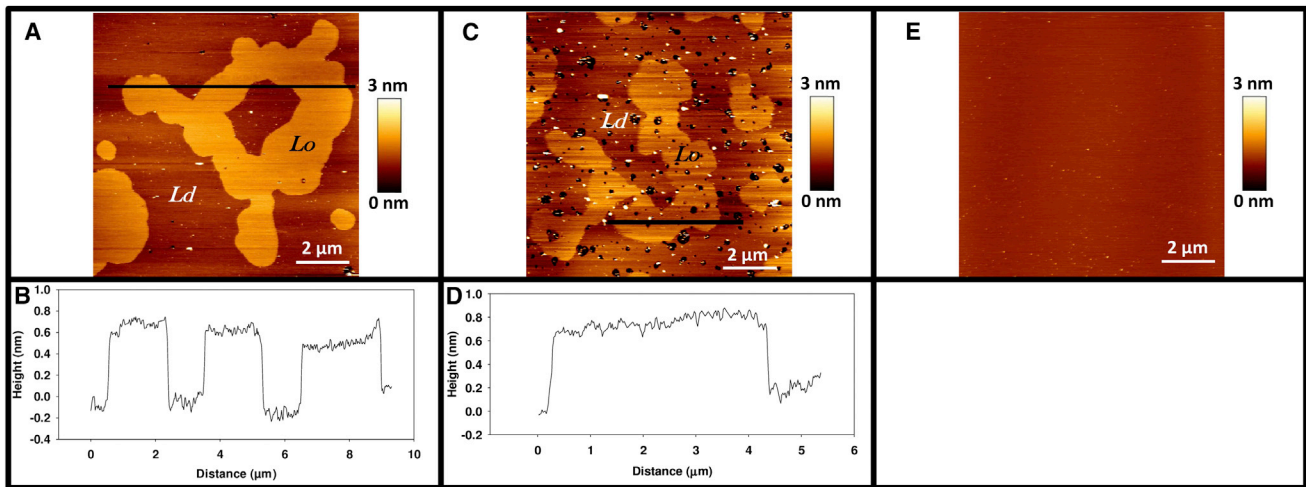 A
3 nm
0 nm
Lo
Ld
2 μm
C
3 nm
0 nm
Ld
Lo
2 μm
E
3 nm
0 nm
2 μm
B
1.0
0.8
0.6
0.4
0.2
0.0
-0.2
-0.4
Height (nm)
0 2 4 6 8 10
Distance (μm)
D
1.0
0.8
0.6
0.4
0.2
0.0
-0.2
Height (nm)
0 1 2 3 4 5 6
Distance (μm)